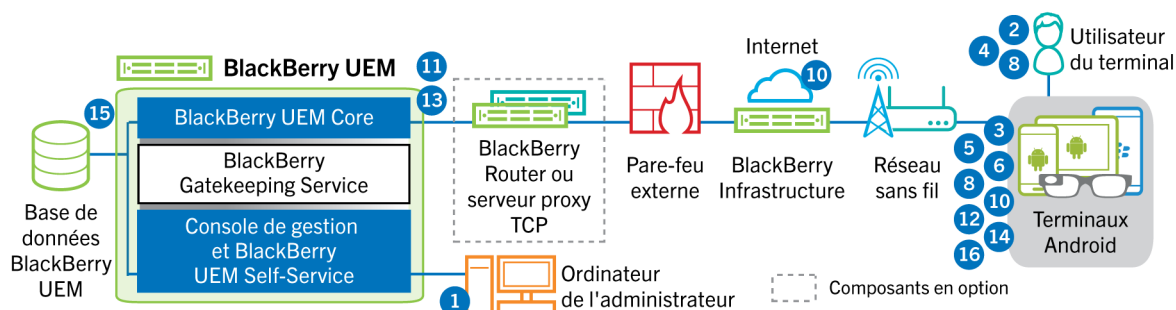 2
Internet
4
Utilisateur
du terminal
8
BlackBerry UEM
11
10
15
13
BlackBerry UEM Core
BlackBerry
Gatekeeping Service
Console de gestion
et BlackBerry
UEM Self-Service
Base de
données
BlackBerry
UEM
BlackBerry
Router ou
serveur proxy
TCP
Pare-feu
externe
BlackBerry
Infrastructure
Réseau
sans fil
3
5
6
8
10
12
14
16
Terminaux
Android
1
Ordinateur
de l'administrateur
Composants en option